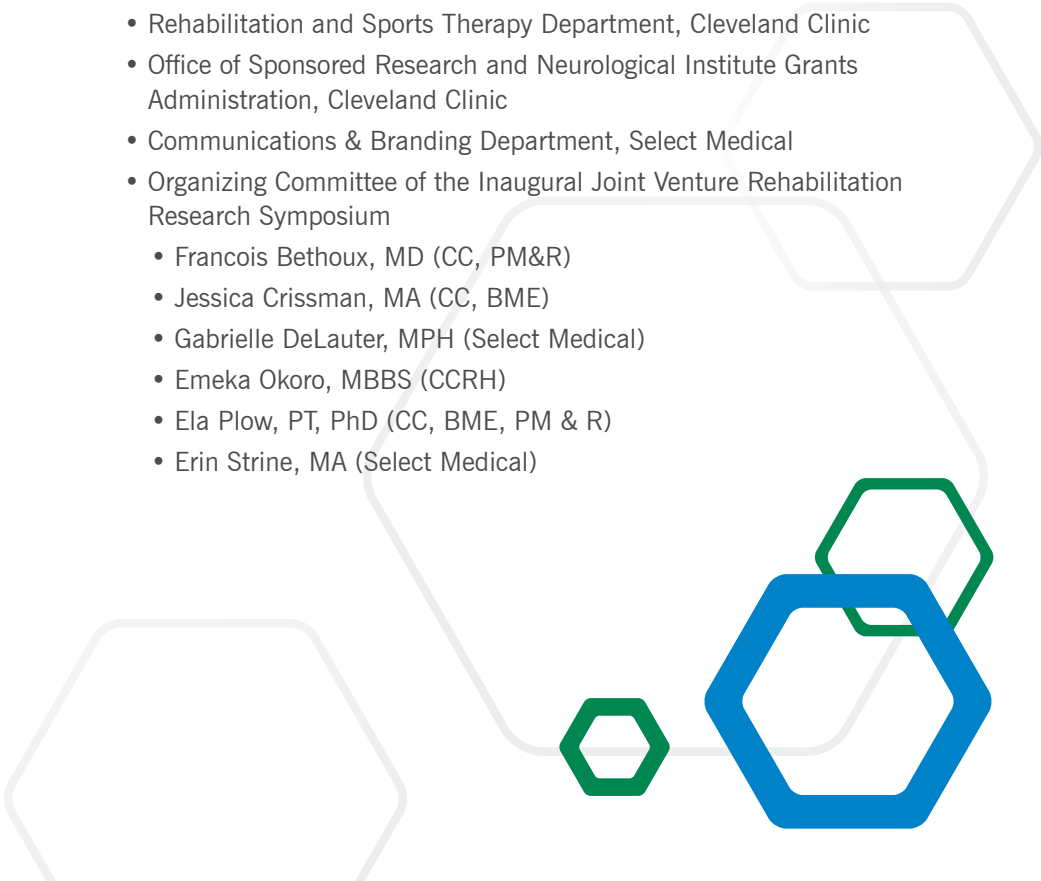 • Rehabilitation and Sports Therapy Department, Cleveland Clinic
• Office of Sponsored Research and Neurological Institute Grants
Administration, Cleveland Clinic
• Communications & Branding Department, Select Medical
• Organizing Committee of the Inaugural Joint Venture Rehabilitation
Research Symposium
• Francois Bethoux, MD (CC, PM&R)
• Jessica Crissman, MA (CC, BME)
• Gabrielle DeLauter, MPH (Select Medical)
• Emeka Okoro, MBBS (CCRH)
• Ela Plow, PT, PhD (CC, BME, PM & R)
• Erin Strine, MA (Select Medical)